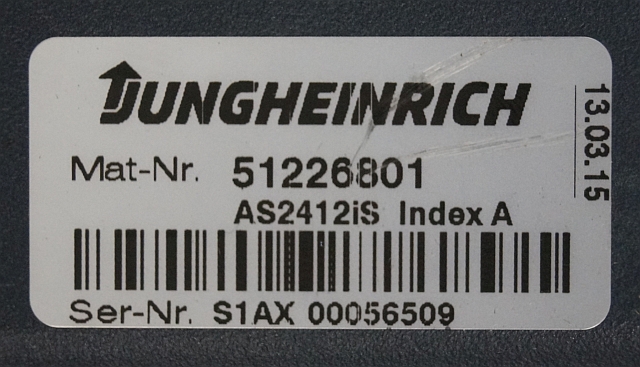 JUNGHEINRICH
Mat-Nr. 51226801
AS2412iS Index A
Ser-Nr. S1AX 00056509
13.03.15